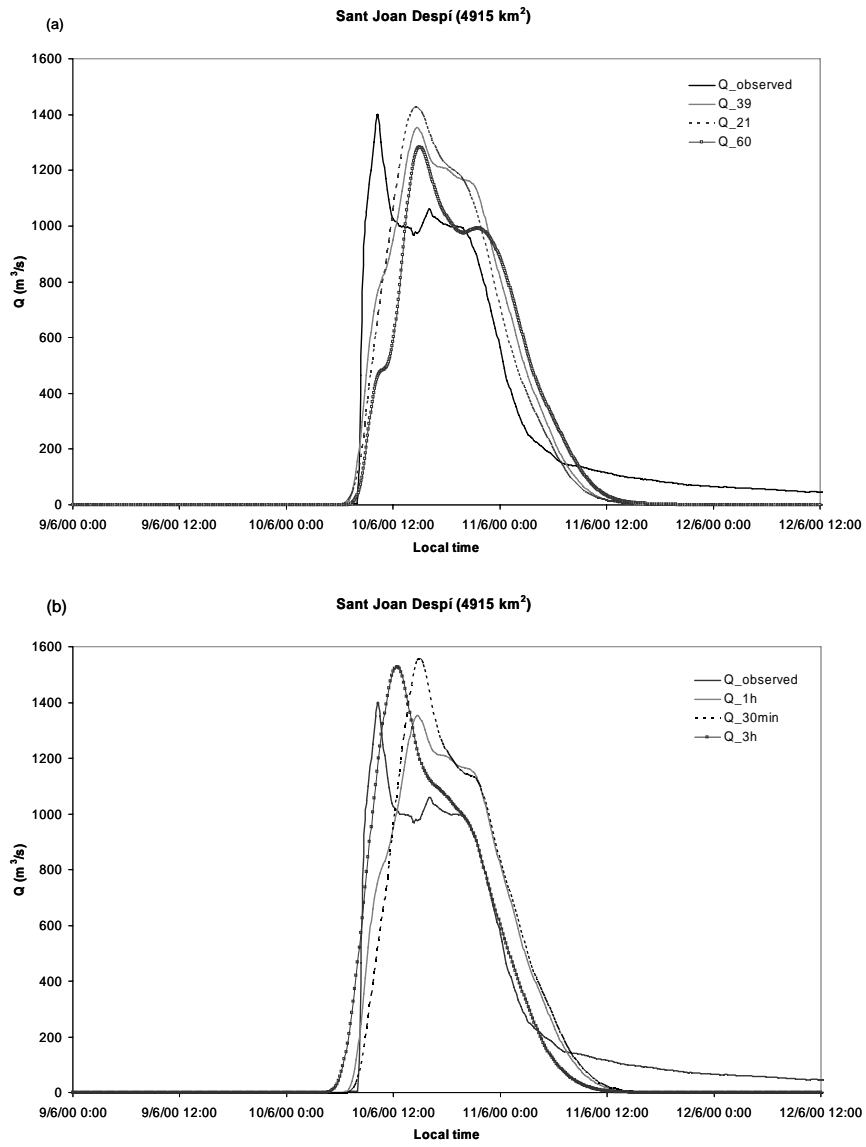 (a)
Sant Joan Despí (4915 km²)
1600
1400
1200
1000
800
600
400
200
0
Q (m³/s)
Q_observed
Q_39
Q_21
Q_60
9/6/00 0:00 9/6/00 12:00 10/6/00 0:00 10/6/00 12:00 11/6/00 0:00 11/6/00 12:00 12/6/00 0:00 12/6/00 12:00
Local time
(b)
Sant Joan Despí (4915 km²)
1600
1400
1200
1000
800
600
400
200
0
Q (m³/s)
Q_observed
Q_1h
Q_30min
Q_3h
9/6/00 0:00 9/6/00 12:00 10/6/00 0:00 10/6/00 12:00 11/6/00 0:00 11/6/00 12:00 12/6/00 0:00 12/6/00 12:00
Local time